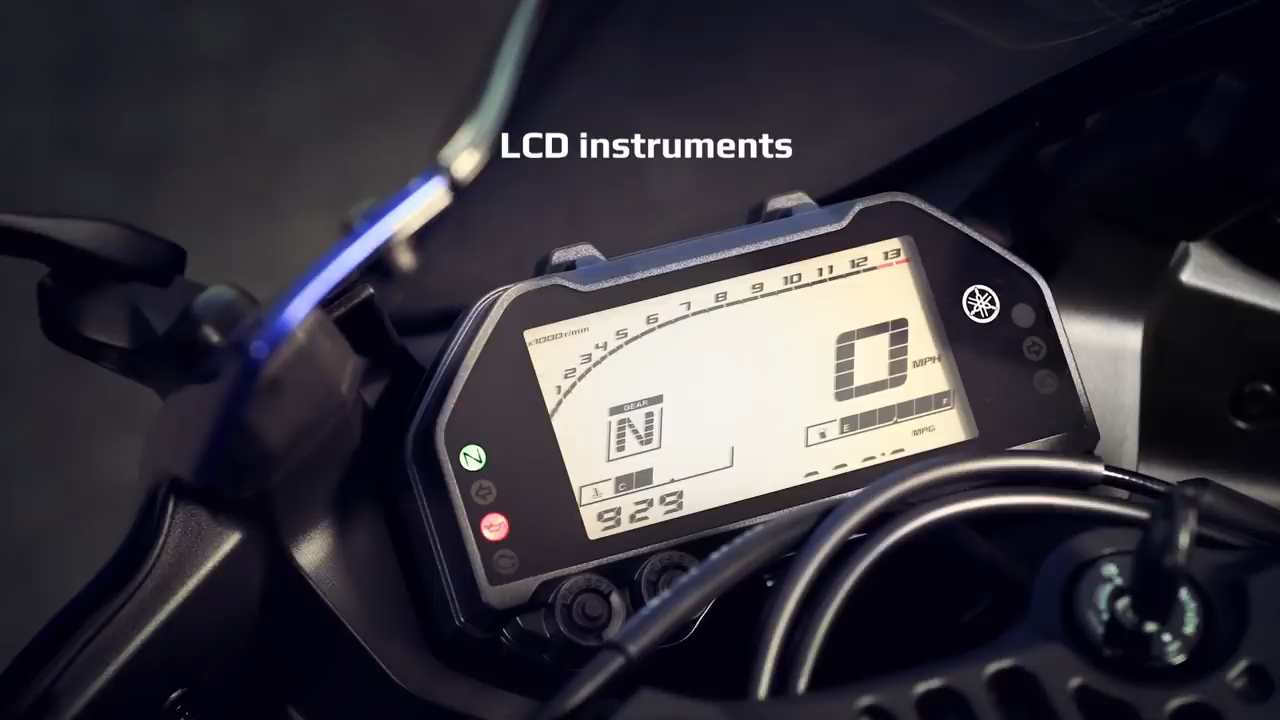 LCD instruments
x1000r/min
1 2 3 4 5 6 7 8 9 10 11 12 13
0 MPH
GEAR
N
E F
MPG
C
929
N